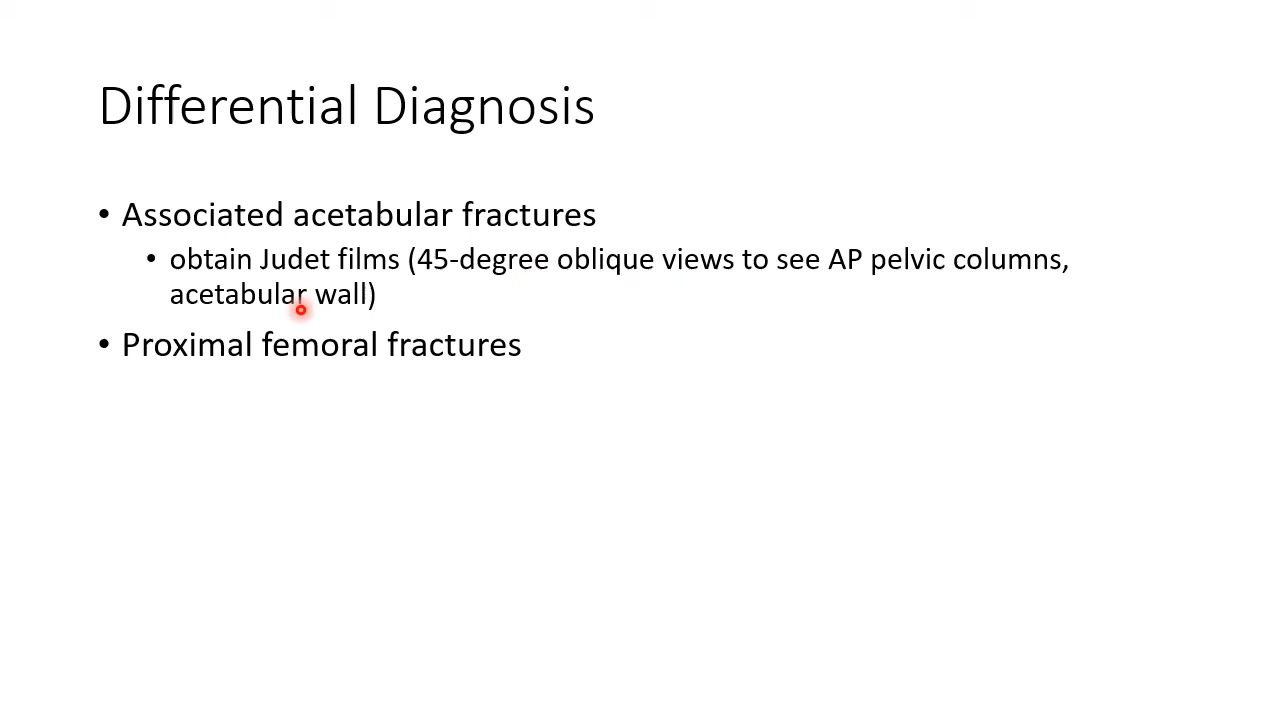 Differential Diagnosis
• Associated acetabular fractures
• obtain Judet films (45-degree oblique views to see AP pelvic columns,
acetabular wall)
• Proximal femoral fractures